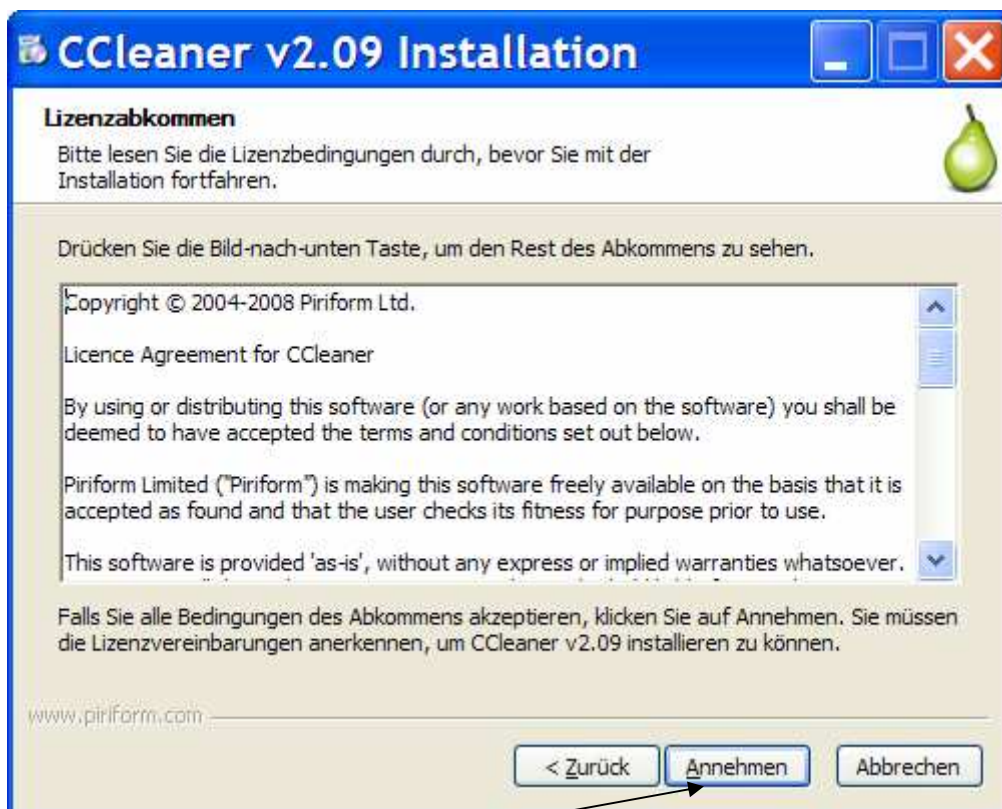 CCleaner v2.09 Installation
Lizenzabkommen
Bitte lesen Sie die Lizenzbedingungen durch, bevor Sie mit der
Installation fortfahren.
Drücken Sie die Bild-nach-unten Taste, um den Rest des Abkommens zu sehen.
Copyright © 2004-2008 Piriform Ltd.
Licence Agreement for CCleaner
By using or distributing this software (or any work based on the software) you shall be
deemed to have accepted the terms and conditions set out below.
Piriform Limited ("Piriform") is making this software freely available on the basis that it is
accepted as found and that the user checks its fitness for purpose prior to use.
This software is provided 'as-is', without any express or implied warranties whatsoever.
Falls Sie alle Bedingungen des Abkommens akzeptieren, klicken Sie auf Annehmen. Sie müssen
die Lizenzvereinbarungen anerkennen, um CCleaner v2.09 installieren zu können.
www.piriform.com
< Zurück Annehmen Abbrechen